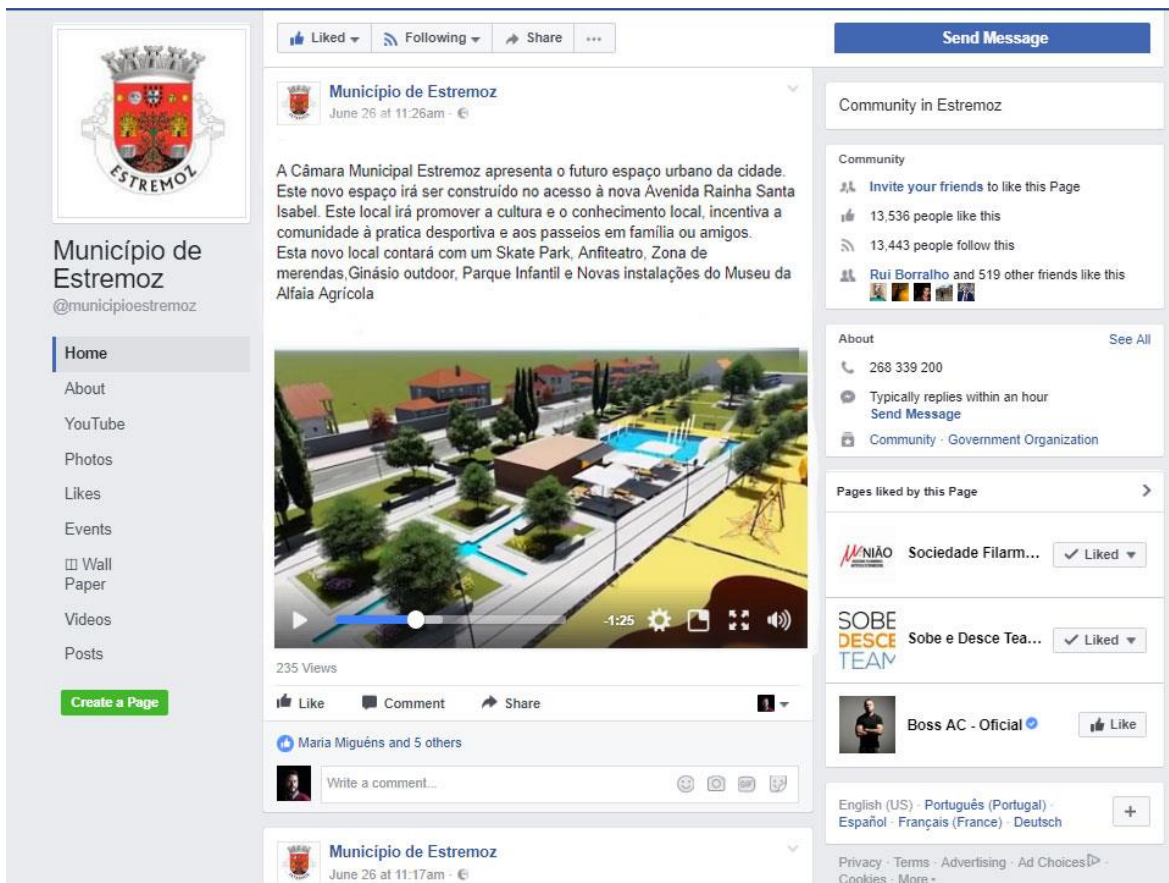 ESTREMOZ
Município de
Estremoz
@municipioestremoz
Home
About
YouTube
Photos
Likes
Events
Wall
Paper
Videos
Posts
Create a Page
Liked
Following
Share
Município de Estremoz
June 26 at 11:26am
A Câmara Municipal Estremoz apresenta o futuro espaço urbano da cidade.
Este novo espaço irá ser construído no acesso à nova Avenida Rainha Santa
Isabel. Este local irá promover a cultura e o conhecimento local, incentiva a
comunidade à pratica desportiva e aos passeios em família ou amigos.
Esta novo local contará com um Skate Park, Anfiteatro, Zona de
merendas,Ginásio outdoor, Parque Infantil e Novas instalações do Museu da
Alfaia Agrícola
-1:25
235 Views
Like Comment Share
Maria Miguéns and 5 others
Write a comment...
GIF
Município de Estremoz
June 26 at 11:17am
Send Message
Community in Estremoz
Community
Invite your friends to like this Page
13,536 people like this
13,443 people follow this
Rui Borralho and 519 other friends like this
About See All
268 339 200
Typically replies within an hour
Send Message
Community · Government Organization
Pages liked by this Page
NIÃO
Sociedade Filarm...
Liked
SOBE
DESCE
TEAM
Sobe e Desce Tea...
Liked
Boss AC - Oficial
Like
English (US) · Português (Portugal) ·
Español · Français (France) · Deutsch
Privacy · Terms · Advertising · Ad Choices ·
Cookies · More